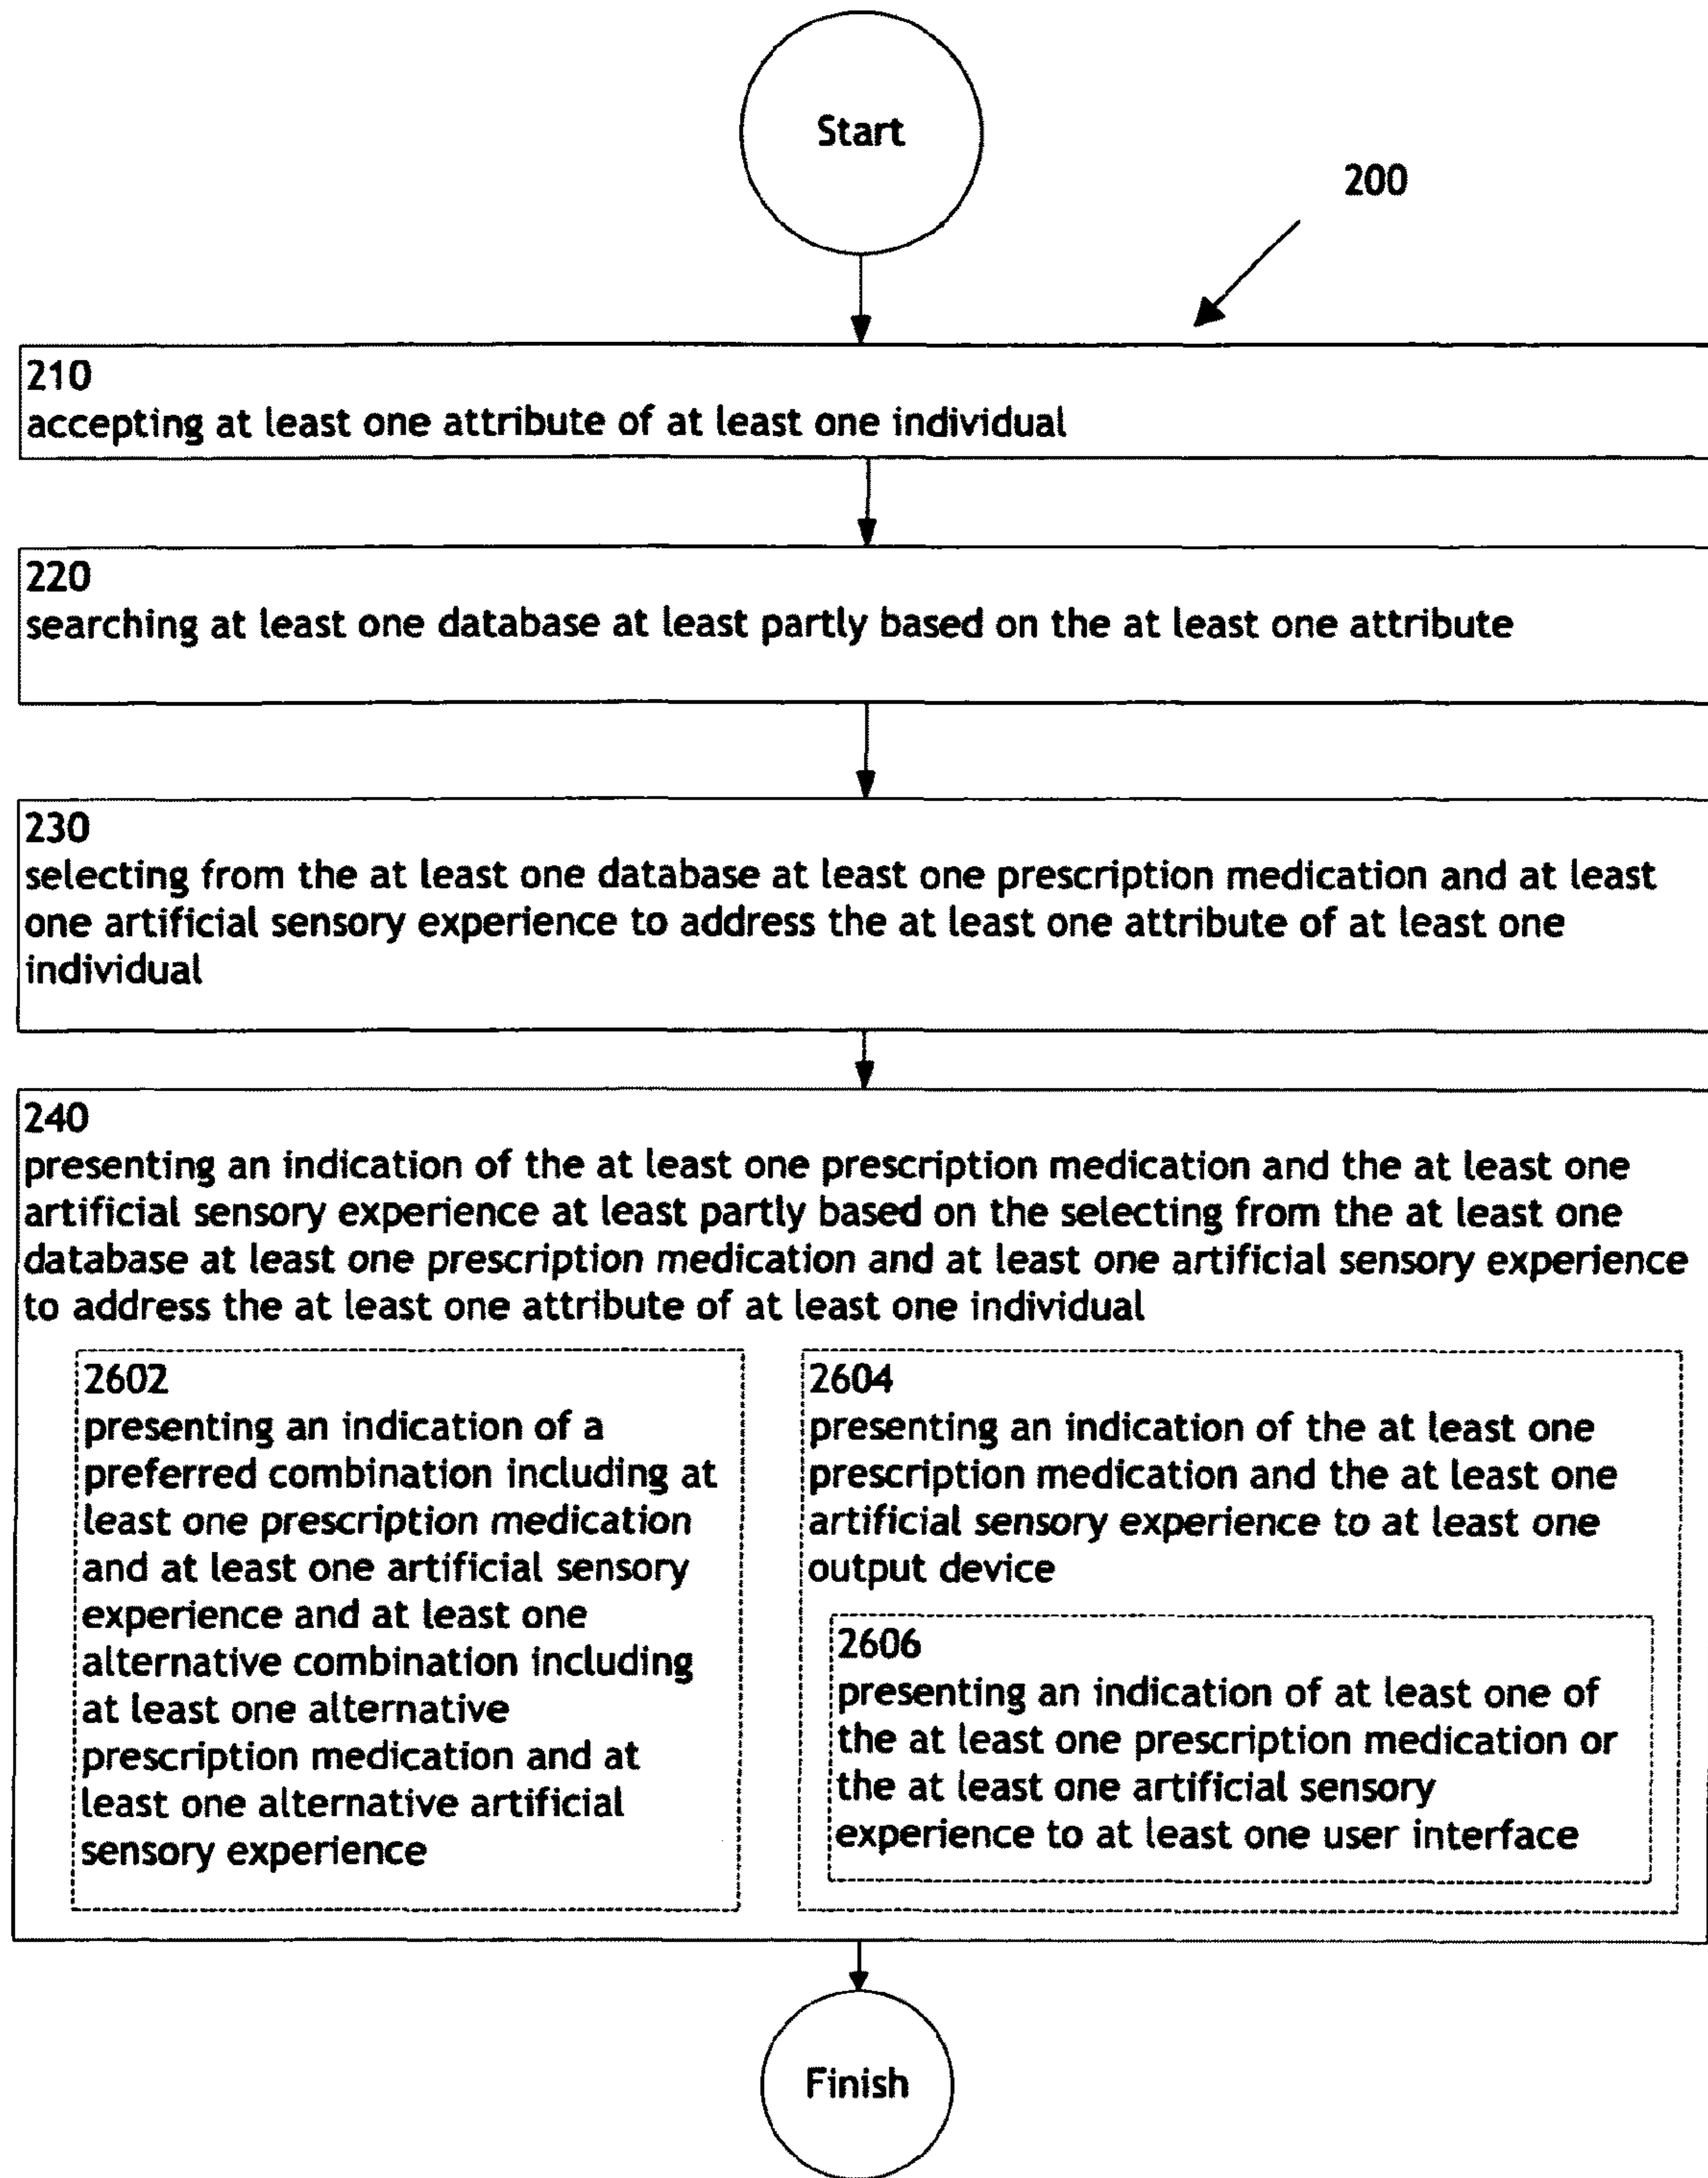 Start
200
210
accepting at least one attribute of at least one individual
220
searching at least one database at least partly based on the at least one attribute
230
selecting from the at least one database at least one prescription medication and at least
one artificial sensory experience to address the at least one attribute of at least one
individual
240
presenting an indication of the at least one prescription medication and the at least one
artificial sensory experience at least partly based on the selecting from the at least one
database at least one prescription medication and at least one artificial sensory experience
to address the at least one attribute of at least one individual
2602
presenting an indication of a
preferred combination including at
least one prescription medication
and at least one artificial sensory
experience and at least one
alternative combination including
at least one alternative
prescription medication and at
least one alternative artificial
sensory experience
2604
presenting an indication of the at least one
prescription medication and the at least one
artificial sensory experience to at least one
output device
2606
presenting an indication of at least one of
the at least one prescription medication or
the at least one artificial sensory
experience to at least one user interface
Finish